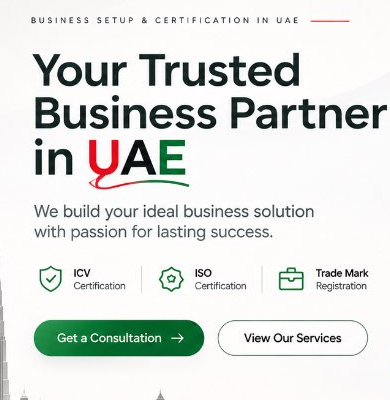 BUSINESS SETUP & CERTIFICATION IN UAE
Your Trusted
Business Partner
in UAE
We build your ideal business solution
with passion for lasting success.
ICV
Certification
ISO
Certification
Trade Mark
Registration
Get a Consultation →
View Our Services